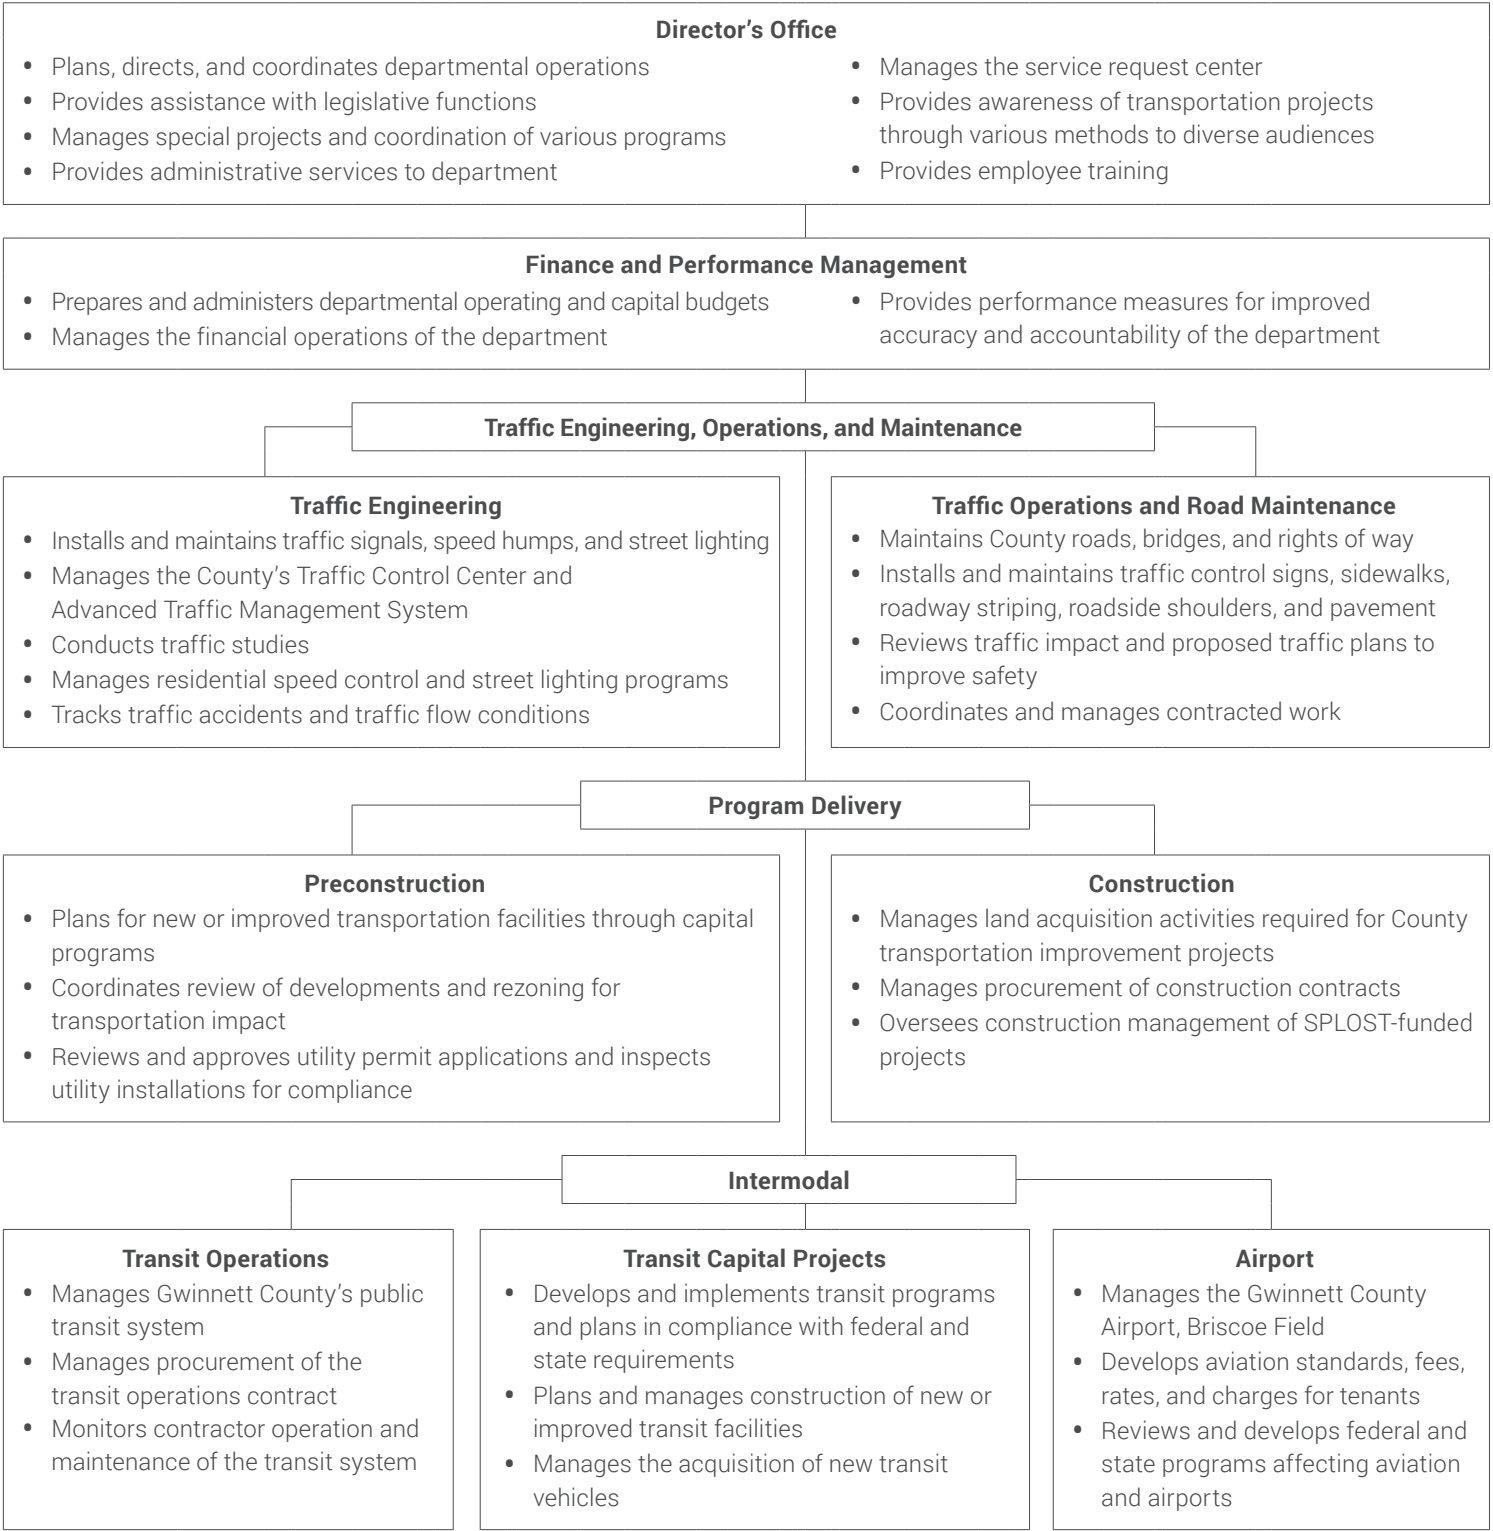 Director’s Office
• Plans, directs, and coordinates departmental operations
• Provides assistance with legislative functions
• Manages special projects and coordination of various programs
• Provides administrative services to department
• Manages the service request center
• Provides awareness of transportation projects
through various methods to diverse audiences
• Provides employee training
Finance and Performance Management
• Prepares and administers departmental operating and capital budgets
• Manages the financial operations of the department
• Provides performance measures for improved
accuracy and accountability of the department
Traffic Engineering, Operations, and Maintenance
Traffic Engineering
• Installs and maintains traffic signals, speed humps, and street lighting
• Manages the County’s Traffic Control Center and
Advanced Traffic Management System
• Conducts traffic studies
• Manages residential speed control and street lighting programs
• Tracks traffic accidents and traffic flow conditions
Traffic Operations and Road Maintenance
• Maintains County roads, bridges, and rights of way
• Installs and maintains traffic control signs, sidewalks,
roadway striping, roadside shoulders, and pavement
• Reviews traffic impact and proposed traffic plans to
improve safety
• Coordinates and manages contracted work
Program Delivery
Preconstruction
• Plans for new or improved transportation facilities through capital
programs
• Coordinates review of developments and rezoning for
transportation impact
• Reviews and approves utility permit applications and inspects
utility installations for compliance
Construction
• Manages land acquisition activities required for County
transportation improvement projects
• Manages procurement of construction contracts
• Oversees construction management of SPLOST-funded
projects
Intermodal
Transit Operations
• Manages Gwinnett County’s public
transit system
• Manages procurement of the
transit operations contract
• Monitors contractor operation and
maintenance of the transit system
Transit Capital Projects
• Develops and implements transit programs
and plans in compliance with federal and
state requirements
• Plans and manages construction of new or
improved transit facilities
• Manages the acquisition of new transit
vehicles
Airport
• Manages the Gwinnett County
Airport, Briscoe Field
• Develops aviation standards, fees,
rates, and charges for tenants
• Reviews and develops federal and
state programs affecting aviation
and airports